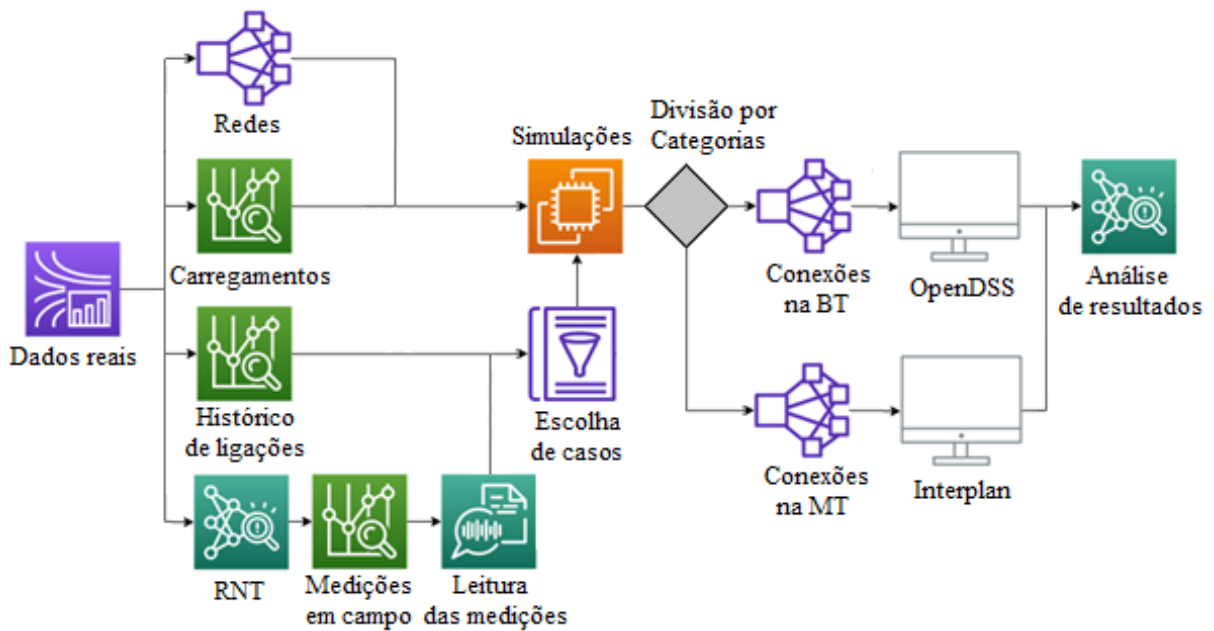 Redes
Carregamentos
Dados reais
Histórico
de ligações
RNT
Medições
em campo
Leitura
das medições
Simulações
Escolha
de casos
Divisão por
Categorias
Conexões
na BT
OpenDSS
Análise
de resultados
Conexões
na MT
Interplan